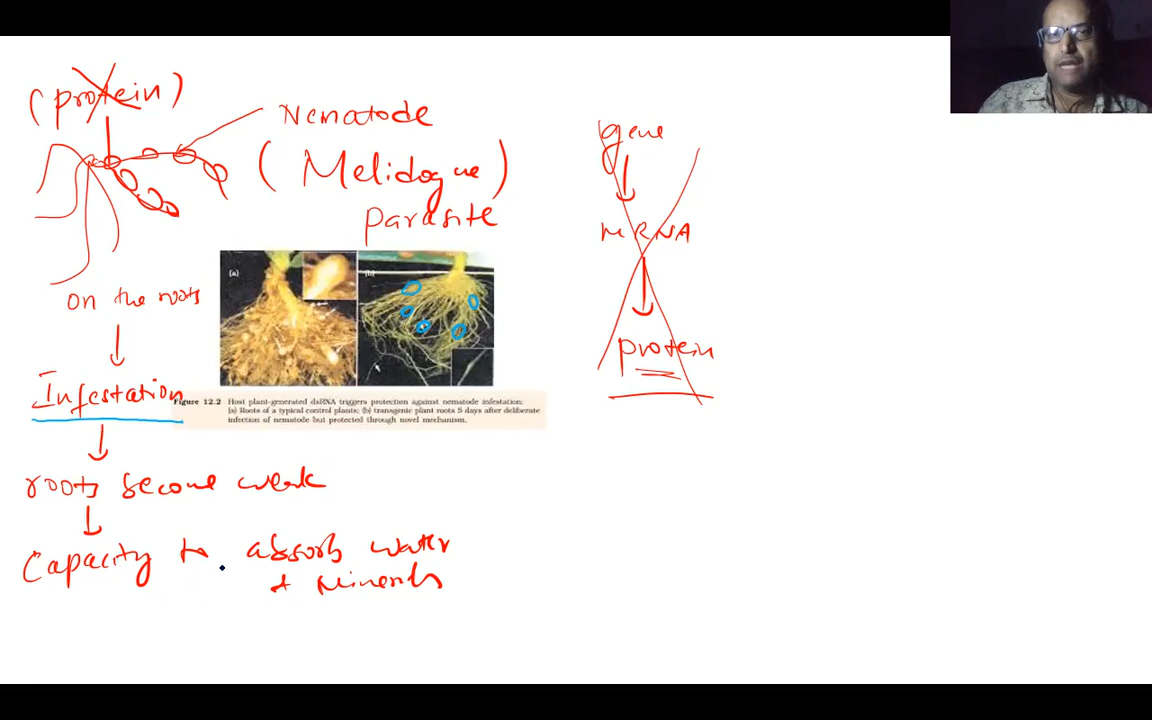 (protein)
Nematode
(Melidogne)
parasite
On the roots
Infestation
roots become weak
Capacity to absorb water
+ Minerals
gene
mRNA
protein
(a)
(b)
Figure 12.2 Host plant-generated dsRNA triggers protection against nematode infestation:
(a) Roots of a typical control plants; (b) transgenic plant roots 5 days after deliberate
infection of nematode but protected through novel mechanism.